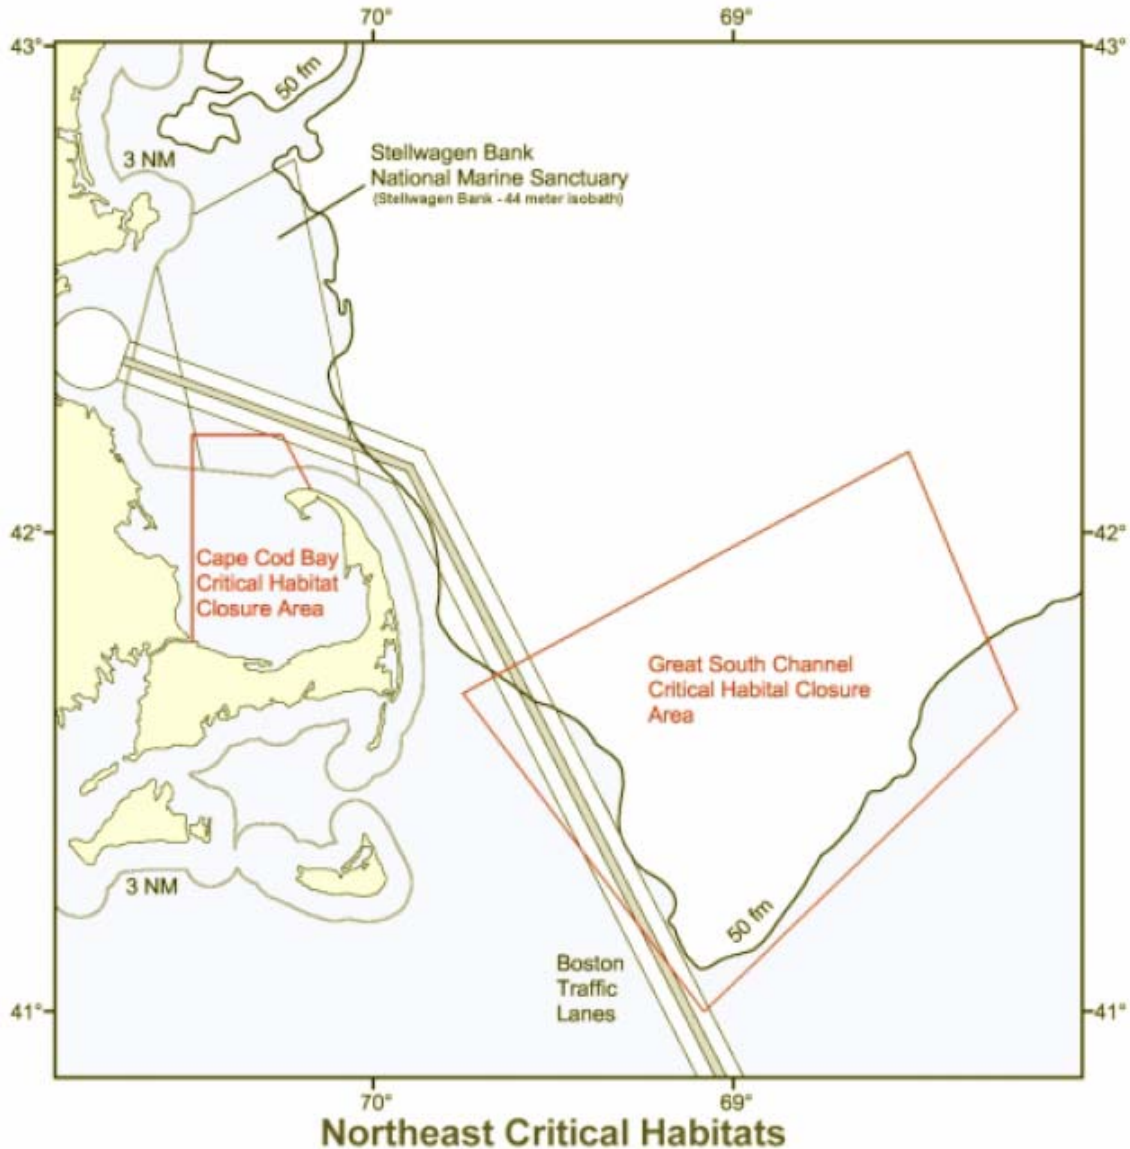 70° 69°
43° 43°
50 fm
3 NM
Stellwagen Bank
National Marine Sanctuary
(Stellwagen Bank - 44 meter isobath)
42° 42°
Cape Cod Bay
Critical Habitat
Closure Area
Great South Channel
Critical Habital Closure
Area
3 NM
50 fm
Boston
Traffic
Lanes
41° 41°
70° 69°
Northeast Critical Habitats